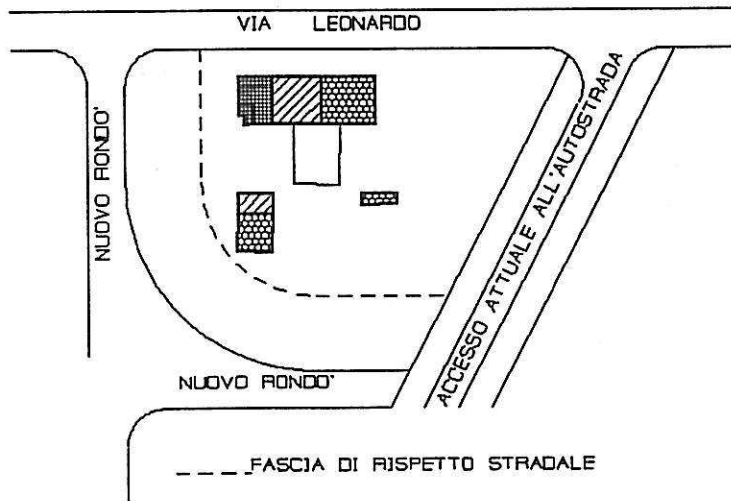 VIA LEONARDO
NUOVO RONDO'
ACCESSO ATTUALE ALL'AUTOSTRADA
NUOVO RONDO'
FASCIA DI RISPETTO STRADALE